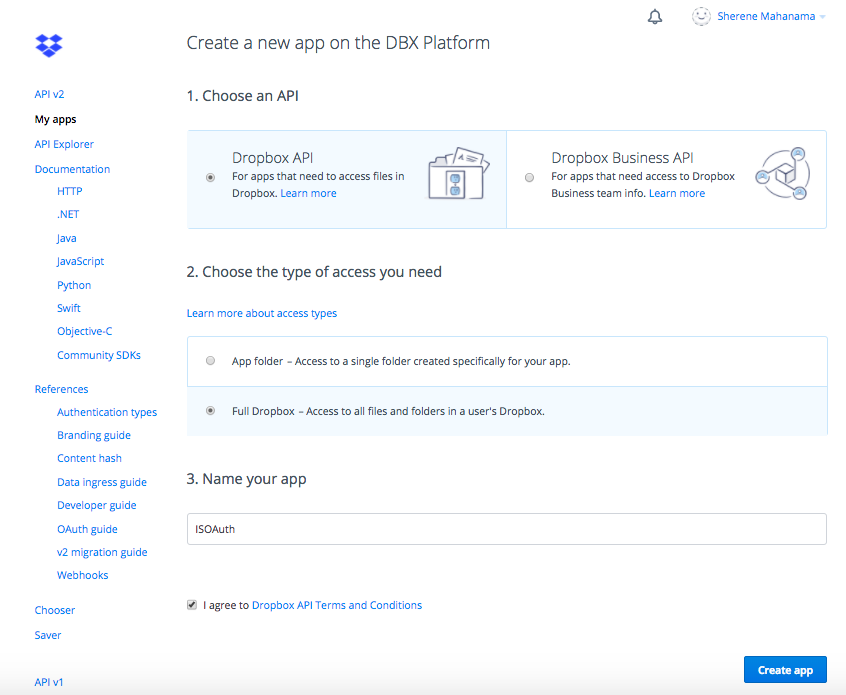 Sherene Mahanama
Create a new app on the DBX Platform
API v2
My apps
API Explorer
Documentation
HTTP
.NET
Java
JavaScript
Python
Swift
Objective-C
Community SDKs
References
Authentication types
Branding guide
Content hash
Data ingress guide
Developer guide
OAuth guide
v2 migration guide
Webhooks
Chooser
Saver
API v1
1. Choose an API
Dropbox API
For apps that need to access files in
Dropbox. Learn more
Dropbox Business API
For apps that need access to Dropbox
Business team info. Learn more
2. Choose the type of access you need
Learn more about access types
App folder – Access to a single folder created specifically for your app.
Full Dropbox – Access to all files and folders in a user's Dropbox.
3. Name your app
ISOAuth
I agree to Dropbox API Terms and Conditions
Create app